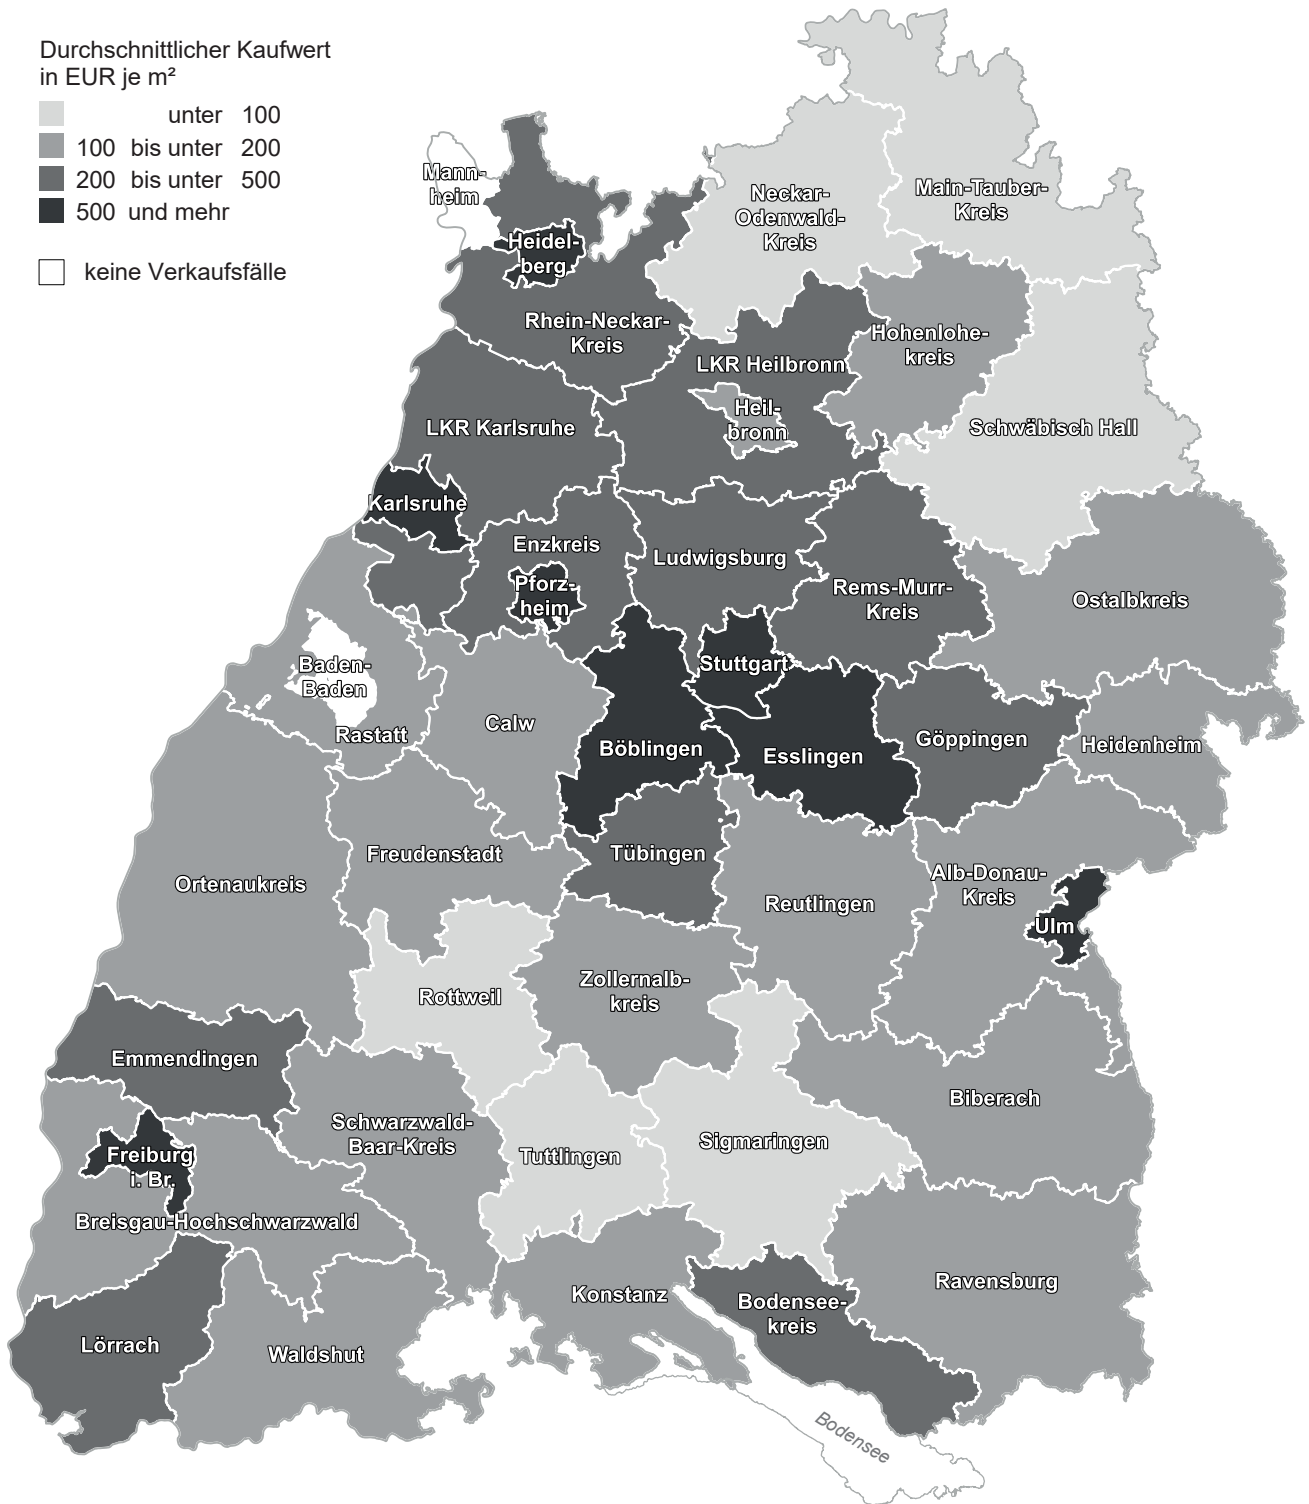 Durchschnittlicher Kaufwert
in EUR je m²
unter 100
100 bis unter 200
200 bis unter 500
500 und mehr
keine Verkaufsfälle
Mann-
heim
Heidel-
berg
Neckar-
Odenwald-
Kreis
Main-Tauber-
Kreis
Rhein-Neckar-
Kreis
LKR Heilbronn
Hohenlohe-
kreis
Heil-
bronn
LKR Karlsruhe
Schwäbisch Hall
Karlsruhe
Enzkreis
Pforz-
heim
Ludwigsburg
Rems-Murr-
Kreis
Ostalbkreis
Baden-
Baden
Rastatt
Calw
Stuttgart
Böblingen
Esslingen
Göppingen
Heidenheim
Freudenstadt
Tübingen
Ortenaukreis
Reutlingen
Alb-Donau-
Kreis
Ulm
Rottweil
Zollernalb-
kreis
Emmendingen
Schwarzwald-
Baar-Kreis
Tuttlingen
Sigmaringen
Biberach
Freiburg
i. Br.
Breisgau-Hochschwarzwald
Lörrach
Waldshut
Konstanz
Bodensee-
kreis
Ravensburg
Bodensee